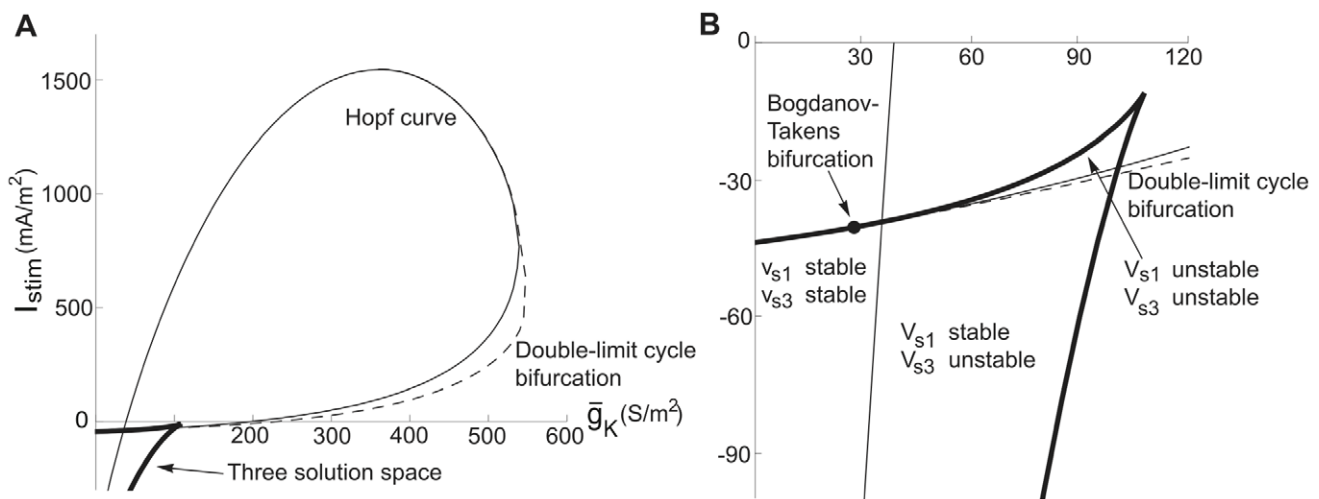 A
1500
1000
500
0
I_stim (mA/m²)
Hopf curve
Double-limit cycle
bifurcation
100
200
300
400
500
600
g̅_K (S/m²)
Three solution space
B
0
30
60
90
120
-30
-60
-90
Bogdanov-
Takens
bifurcation
Double-limit cycle
bifurcation
v_s1 stable
v_s3 stable
V_s1 unstable
V_s3 unstable
V_s1 stable
V_s3 unstable